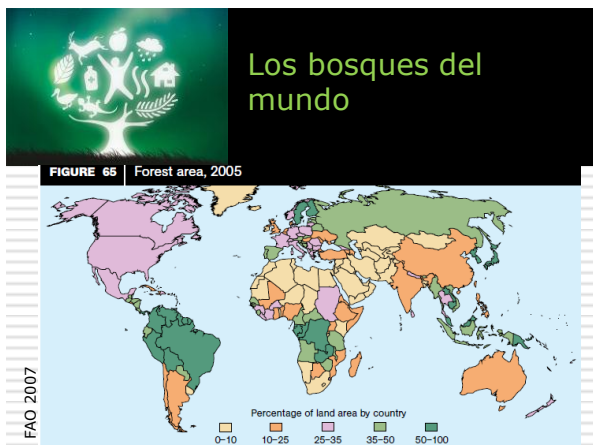 Los bosques del
mundo
FIGURE 65 Forest area, 2005
FAO 2007
Percentage of land area by country
0–10 10–25 25–35 35–50 50–100